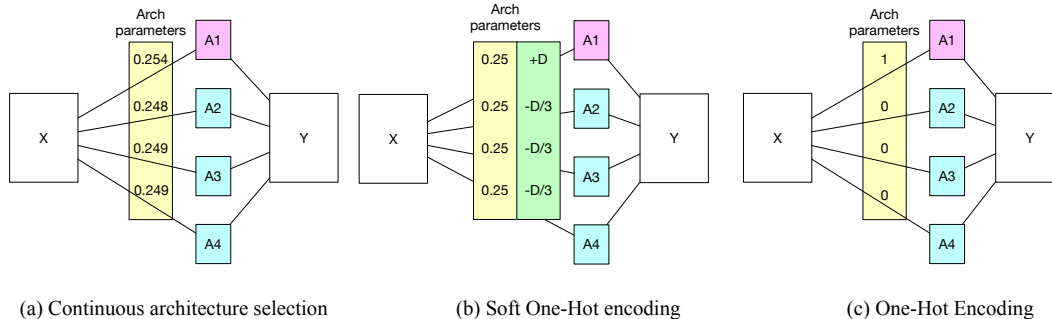 Arch
parameters
A1
0.254
0.248
A2
X
Y
0.249
A3
0.249
A4
(a) Continuous architecture selection
Arch
parameters
A1
0.25 +D
A2
0.25 -D/3
X
Y
0.25 -D/3
A3
0.25 -D/3
A4
(b) Soft One-Hot encoding
Arch
parameters
A1
1
A2
0
X
Y
0
A3
0
A4
(c) One-Hot Encoding